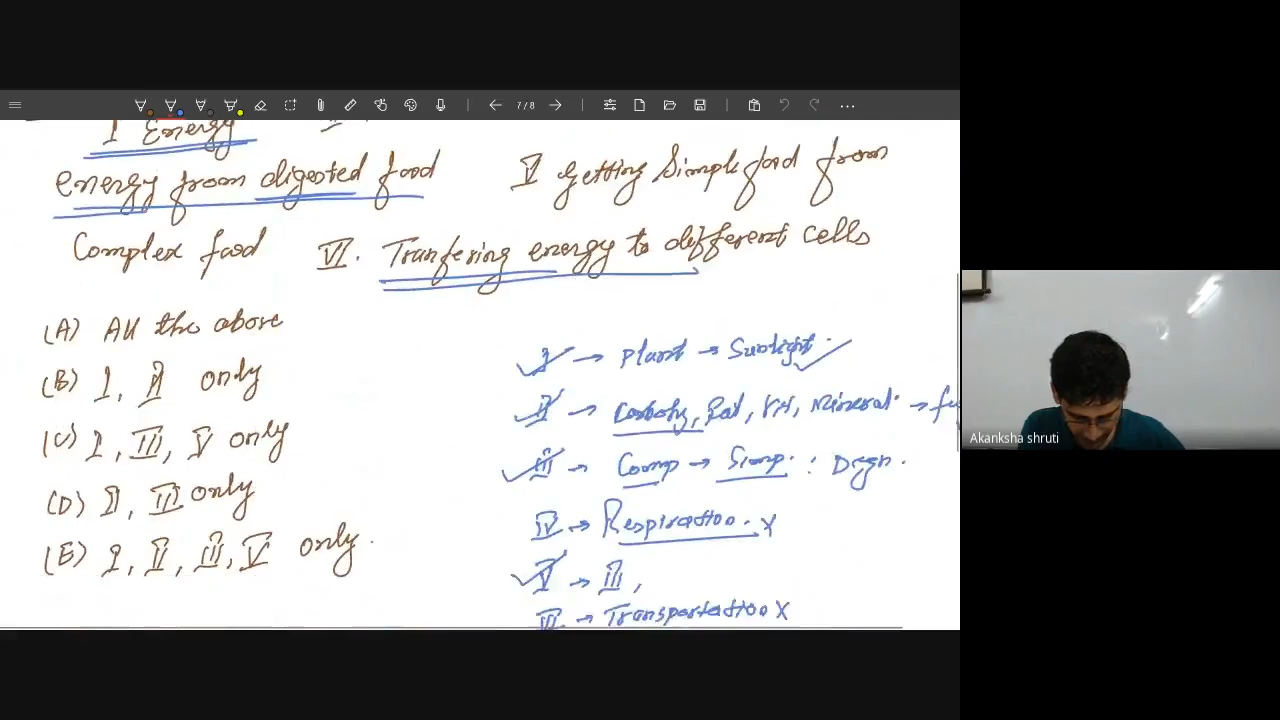 7/8
I Energy
energy from digested food
V Getting Simple food from
Complex food VI. Tranfering energy to different cells
(A) All the above
(B) I, II only
(C) I, III, V only
(D) II, III only
(E) I, II, III, V only.
I → Plant → Sunlight.
II → Carbohy, Fat, Vit, Mineral →
III → Comp → Simp. : Dign.
IV → Respiration. x
V → III,
VI → Transportation X
Akanksha shruti